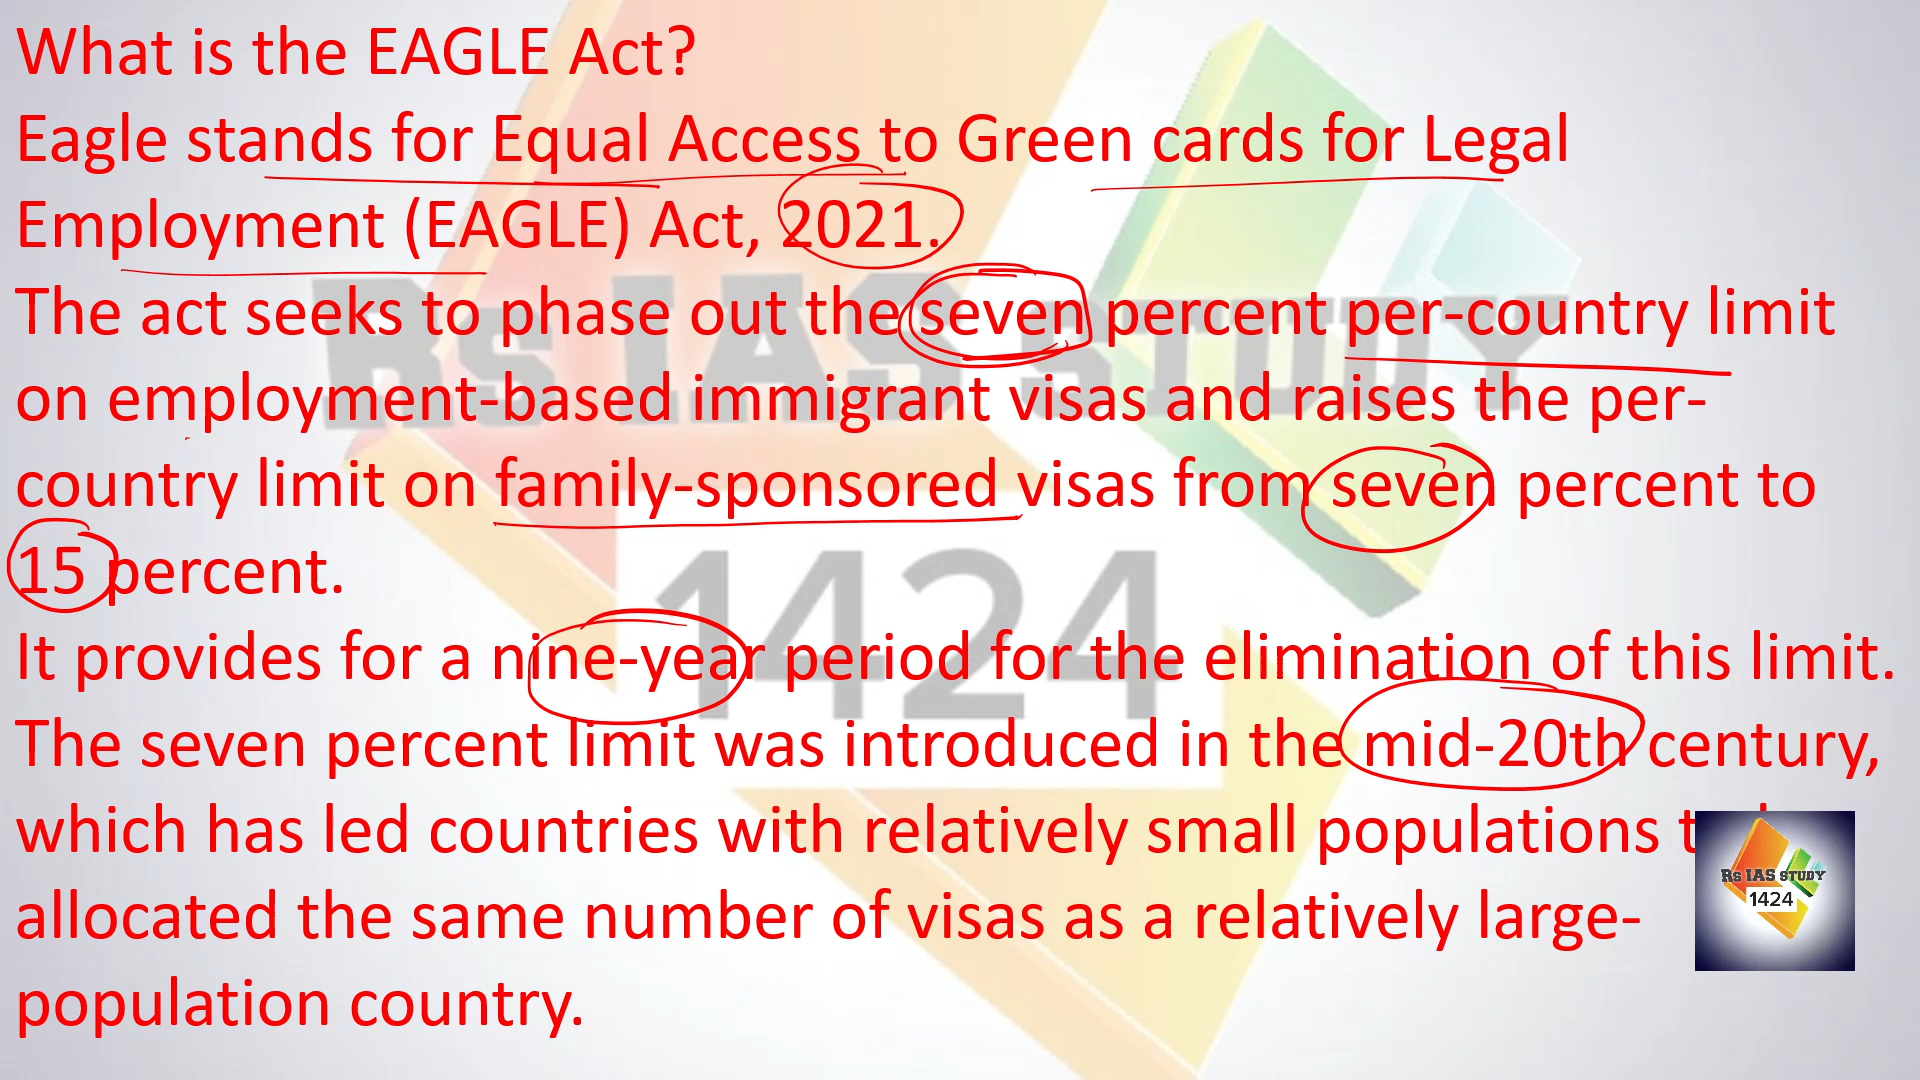 What is the EAGLE Act?
Eagle stands for Equal Access to Green cards for Legal
Employment (EAGLE) Act, 2021.
The act seeks to phase out the seven percent per-country limit
on employment-based immigrant visas and raises the per-
country limit on family-sponsored visas from seven percent to
15 percent.
It provides for a nine-year period for the elimination of this limit.
The seven percent limit was introduced in the mid-20th century,
which has led countries with relatively small populations
allocated the same number of visas as a relatively large-
population country.
Rs IAS STUDY
1424
Rs IAS STUDY
1424